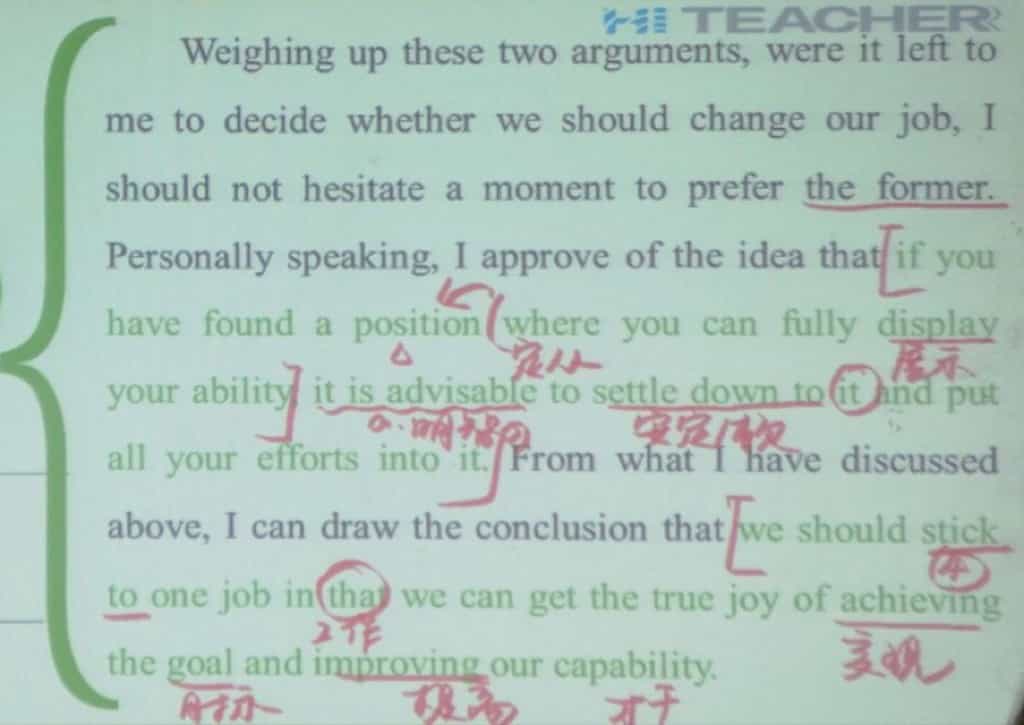 HI TEACHER
Weighing up these two arguments, were it left to
me to decide whether we should change our job, I
should not hesitate a moment to prefer the former.
Personally speaking, I approve of the idea that if you
have found a position where you can fully display
定从 展示
your ability it is advisable to settle down to it and put
a.明智的 安定/
all your efforts into it. From what I have discussed
above, I can draw the conclusion that we should stick
④
to one job in that we can get the true joy of achieving
工作 实现
the goal and improving our capability.
目标 提高 才干